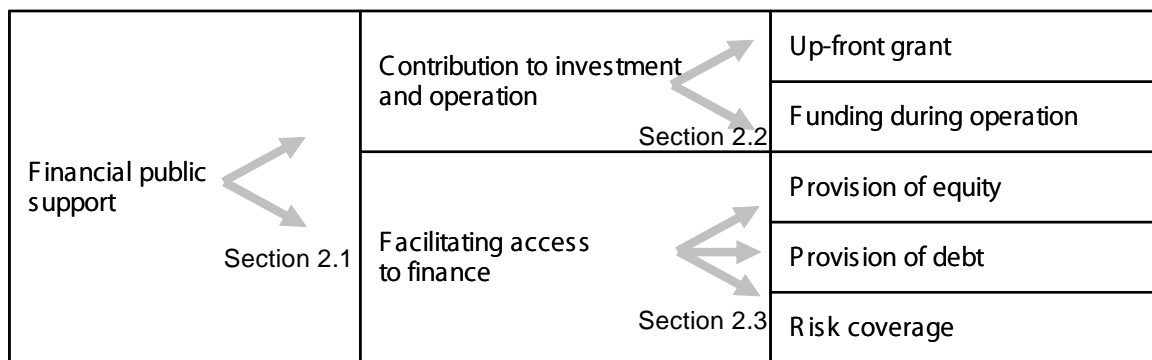 Financial public
support
Section 2.1
Contribution to investment
and operation
Section 2.2
Up-front grant
Funding during operation
Facilitating access
to finance
Section 2.3
Provision of equity
Provision of debt
Risk coverage